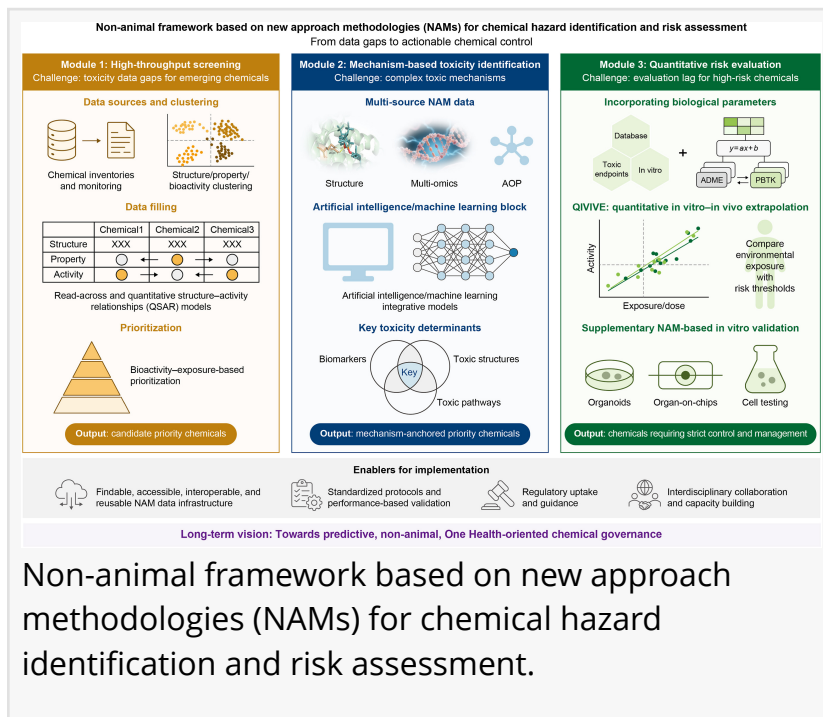 Non-animal framework based on new approach methodologies (NAMs) for chemical hazard identification and risk assessment
From data gaps to actionable chemical control
Module 1: High-throughput screening
Challenge: toxicity data gaps for emerging chemicals
Data sources and clustering
Chemical inventories
and monitoring
Structure/property/
bioactivity clustering
Data filling
Chemical1 Chemical2 Chemical3
Structure XXX XXX XXX
Property
Activity
Read-across and quantitative structure–activity
relationships (QSAR) models
Prioritization
Bioactivity–exposure-based
prioritization
Output: candidate priority chemicals
Module 2: Mechanism-based toxicity identification
Challenge: complex toxic mechanisms
Multi-source NAM data
Structure
Multi-omics
AOP
Artificial intelligence/machine learning block
Artificial intelligence/machine learning
integrative models
Key toxicity determinants
Biomarkers
Toxic structures
Key
Toxic pathways
Output: mechanism-anchored priority chemicals
Module 3: Quantitative risk evaluation
Challenge: evaluation lag for high-risk chemicals
Incorporating biological parameters
Database
Toxic
endpoints
In vitro
+
y=ax+b
ADME
PBTK
QIVIVE: quantitative in vitro–in vivo extrapolation
Activity
Exposure/dose
Compare
environmental
exposure
with
risk thresholds
Supplementary NAM-based in vitro validation
Organoids
Organ-on-chips
Cell testing
Output: chemicals requiring strict control and management
Enablers for implementation
Findable, accessible, interoperable, and
reusable NAM data infrastructure
Standardized protocols and
performance-based validation
Regulatory uptake
and guidance
Interdisciplinary collaboration
and capacity building
Long-term vision: Towards predictive, non-animal, One Health-oriented chemical governance
Non-animal framework based on new approach
methodologies (NAMs) for chemical hazard
identification and risk assessment.